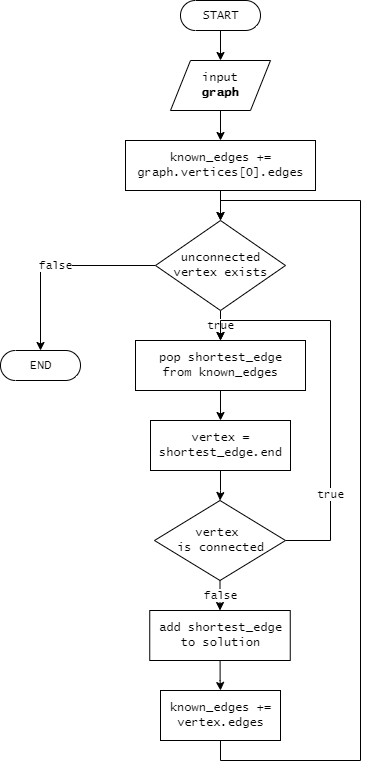 START
input
graph
known_edges +=
graph.vertices[0].edges
unconnected
vertex exists
false
true
END
pop shortest_edge
from known_edges
vertex =
shortest_edge.end
true
vertex
is connected
false
add shortest_edge
to solution
known_edges +=
vertex.edges